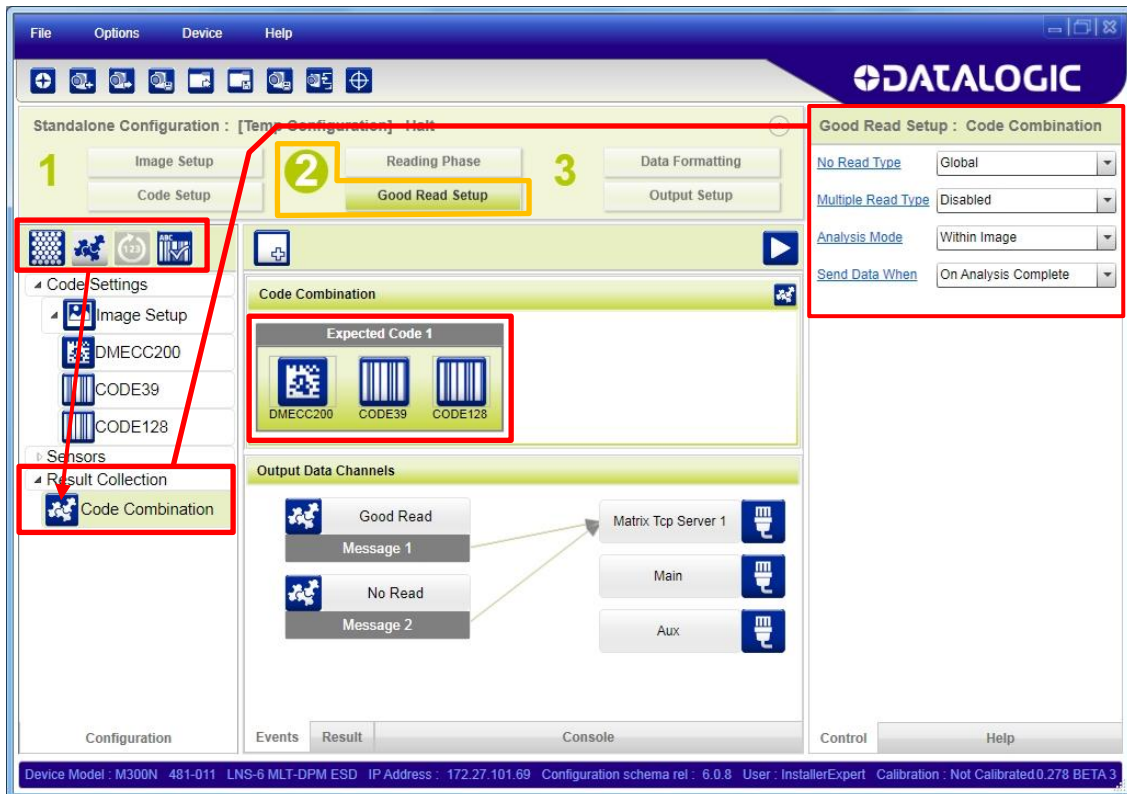 File Options Device Help
DATALOGIC
Standalone Configuration : [Temp Configuration] Halt
1
Image Setup
Code Setup
2
Reading Phase
Good Read Setup
3
Data Formatting
Output Setup
ABC
123
Code Settings
Image Setup
DMECC200
CODE39
CODE128
Sensors
Result Collection
Code Combination
Configuration
Code Combination
Expected Code 1
DMECC200 CODE39 CODE128
Output Data Channels
Good Read
Message 1
No Read
Message 2
Matrix Tcp Server 1
Main
Aux
Events Result Console
Good Read Setup : Code Combination
No Read Type Global
Multiple Read Type Disabled
Analysis Mode Within Image
Send Data When On Analysis Complete
Control Help
Device Model : M300N 481-011 LNS-6 MLT-DPM ESD IP Address : 172.27.101.69 Configuration schema rel : 6.0.8 User : InstallerExpert Calibration : Not Calibrated 0.278 BETA 3